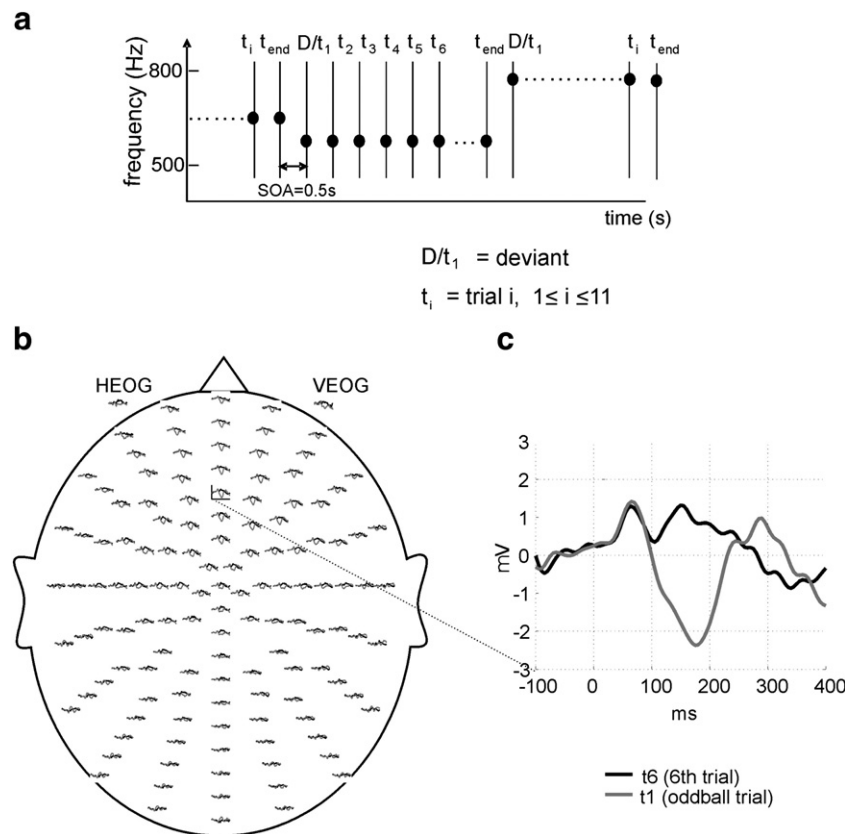 a
t_i t_end D/t_1 t_2 t_3 t_4 t_5 t_6 t_end D/t_1 t_i t_end
frequency (Hz)
800
500
SOA=0.5s
time (s)
D/t_1 = deviant
t_i = trial i, 1≤ i ≤11
b
HEOG VEOG
c
3
2
1
0
-1
-2
-3
mV
-100 0 100 200 300 400
ms
t6 (6th trial)
t1 (oddball trial)